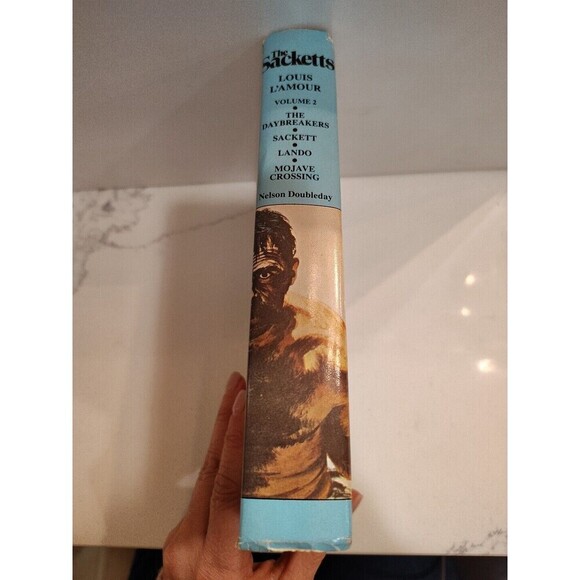 The
Sacketts
LOUIS
L'AMOUR
VOLUME 2
•
THE
DAYBREAKERS
•
SACKETT
•
LANDO
•
MOJAVE
CROSSING
Nelson Doubleday